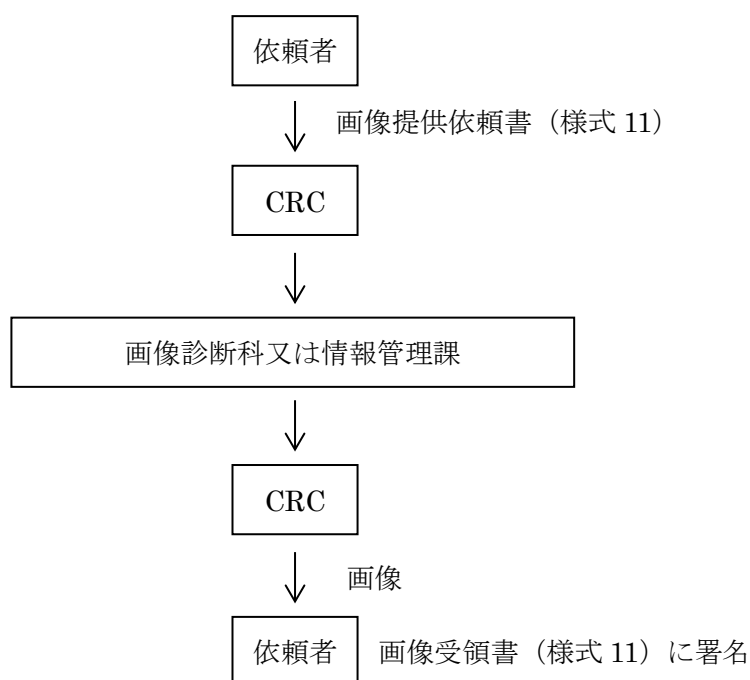 依頼者
画像提供依頼書（様式 11）
CRC
画像診断科又は情報管理課
CRC
画像
依頼者 画像受領書（様式 11）に署名